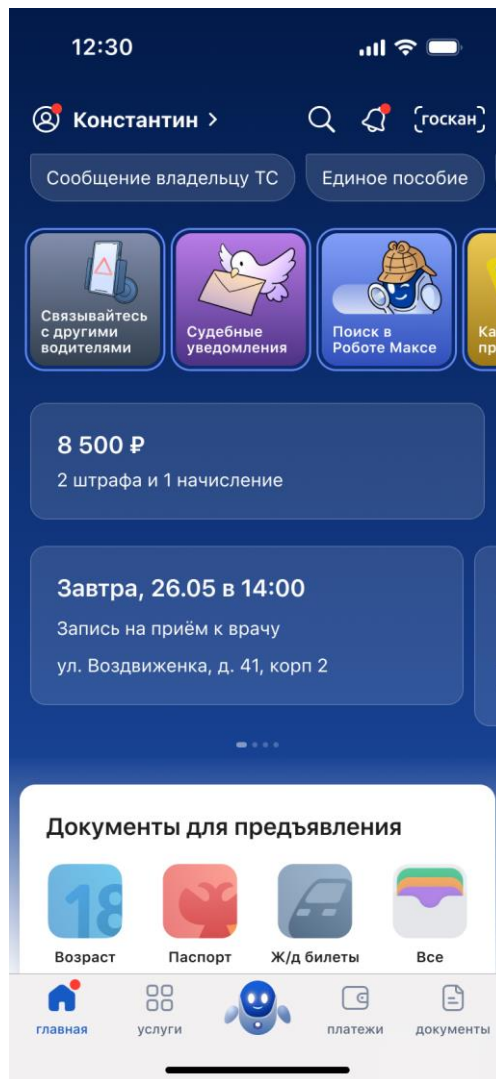 12:30
Константин >
[госкан]
Сообщение владельцу ТС
Единое пособие
Связывайтесь
с другими
водителями
Судебные
уведомления
Поиск в
Роботе Максе
8 500 ₽
2 штрафа и 1 начисление
Завтра, 26.05 в 14:00
Запись на приём к врачу
ул. Воздвиженка, д. 41, корп 2
Документы для предъявления
18
Возраст
Паспорт
Ж/д билеты
Все
главная
услуги
платежи
документы